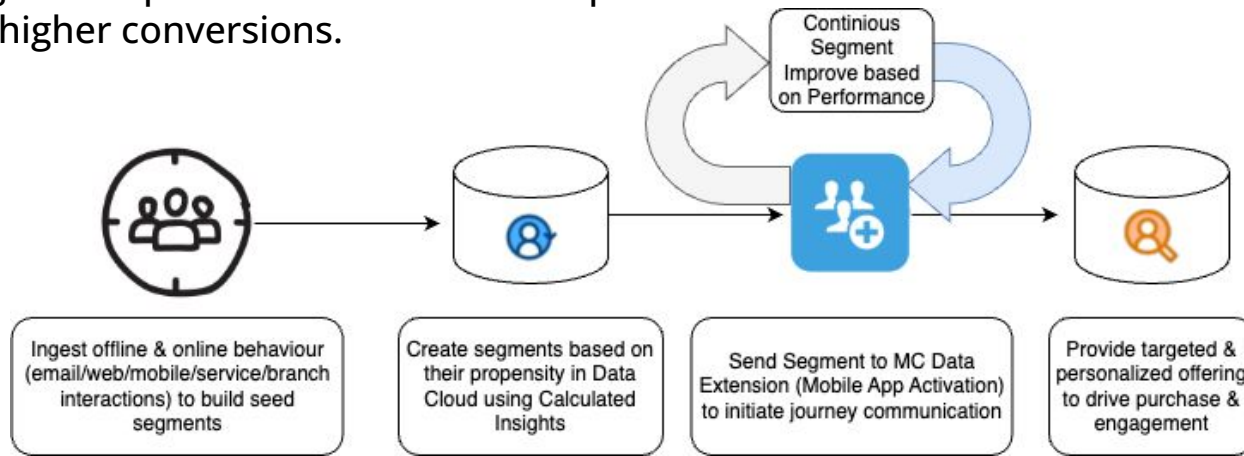 higher conversions.
Continious
Segment
Improve based
on Performance
Ingest offline & online behaviour
(email/web/mobile/service/branch
interactions) to build seed
segments
Create segments based on
their propensity in Data
Cloud using Calculated
Insights
Send Segment to MC Data
Extension (Mobile App Activation)
to initiate journey communication
Provide targeted &
personalized offering
to drive purchase &
engagement